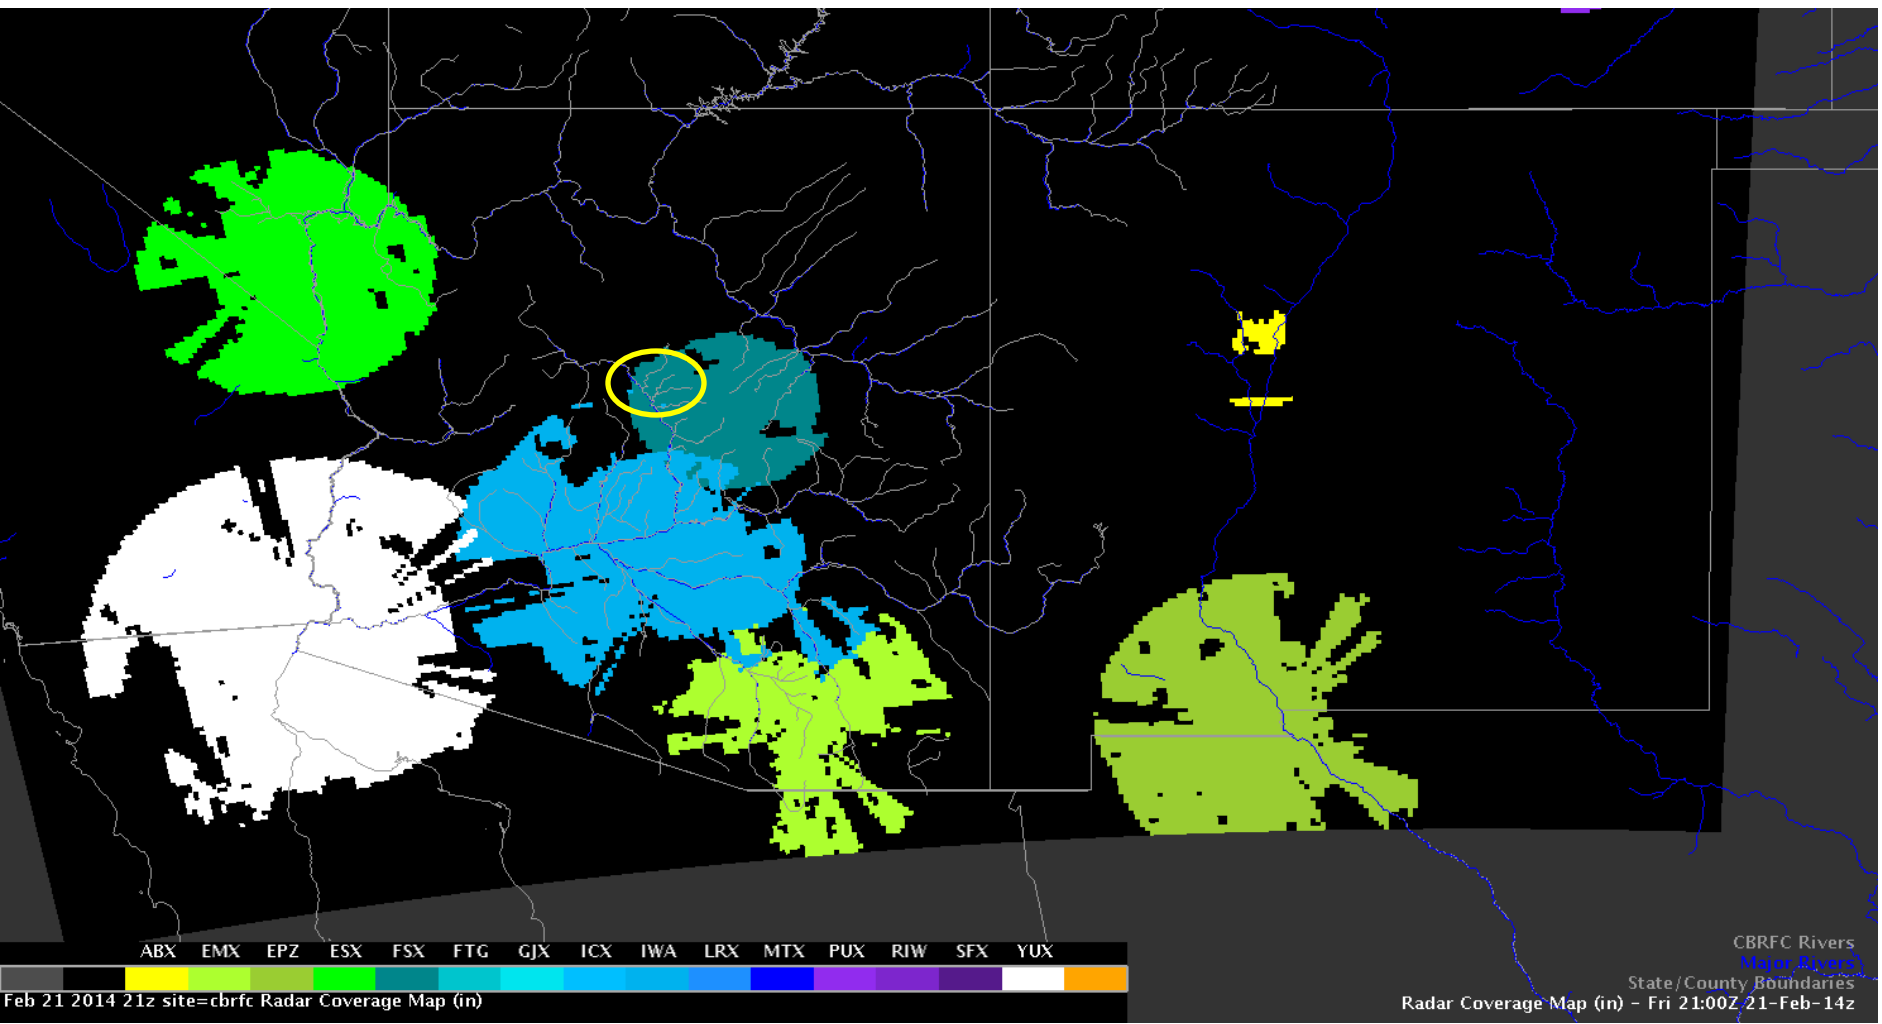 ABX EMX EPZ ESX FSX FTG GJX ICX IWA LRX MTX PUX RIW SFX YUX
Feb 21 2014 21z site=cbrfc Radar Coverage Map (in)
CBRFC Rivers
Major Rivers
State/County Boundaries
Radar Coverage Map (in) - Fri 21:00Z 21-Feb-14z